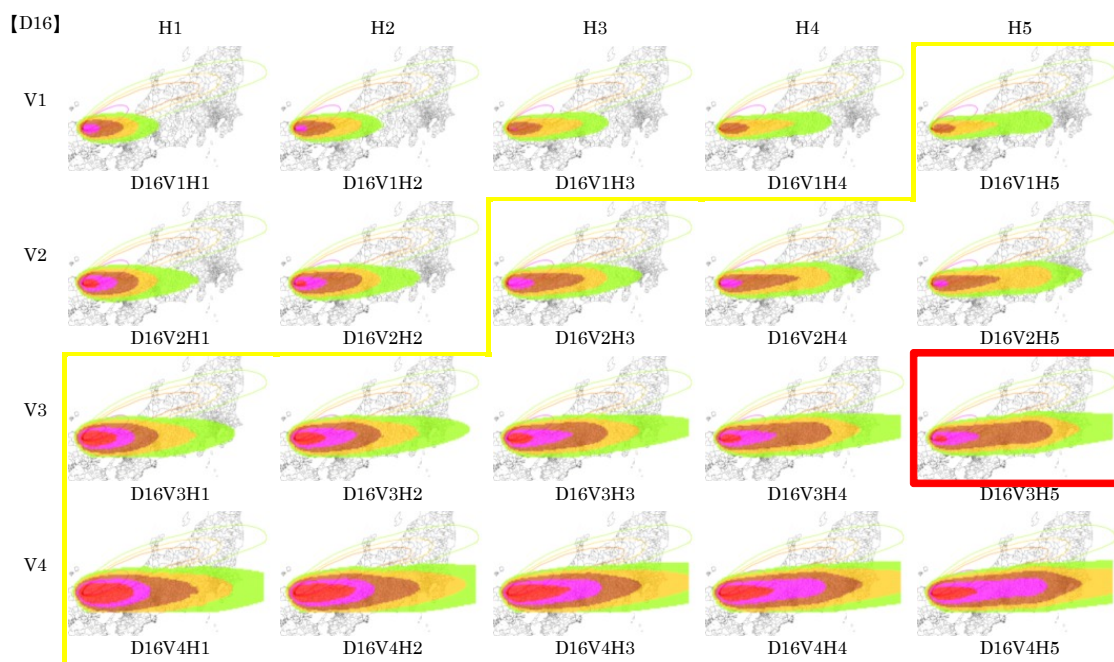 【D16】
H1 H2 H3 H4 H5
V1
D16V1H1 D16V1H2 D16V1H3 D16V1H4 D16V1H5
V2
D16V2H1 D16V2H2 D16V2H3 D16V2H4 D16V2H5
V3
D16V3H1 D16V3H2 D16V3H3 D16V3H4 D16V3H5
V4
D16V4H1 D16V4H2 D16V4H3 D16V4H4 D16V4H5